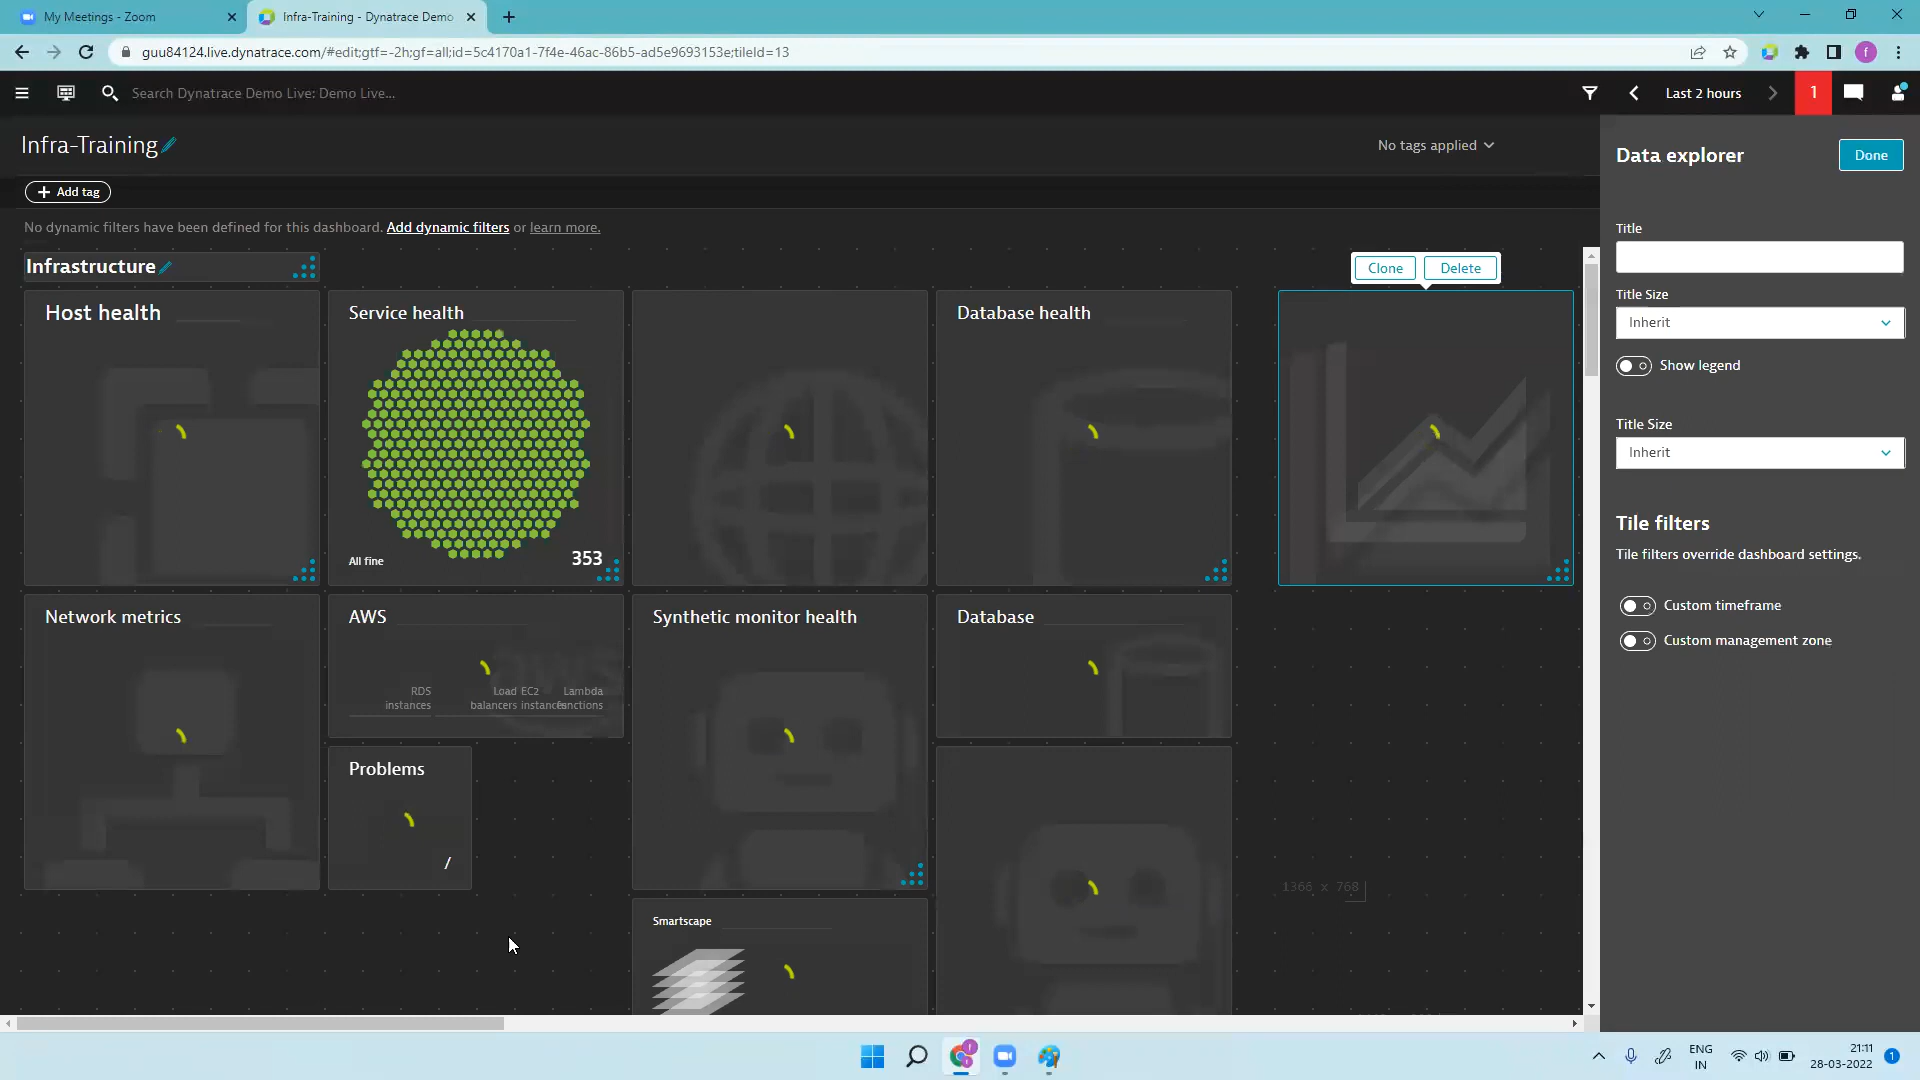 My Meetings - Zoom
Infra-Training - Dynatrace Demo
guu84124.live.dynatrace.com/#edit;gtf=-2h;gf=all;id=5c4170a1-7f4e-46ac-86b5-ad5e9693153e;tileId=13
f
Search Dynatrace Demo Live: Demo Live...
Last 2 hours
1
Infra-Training
No tags applied
Data explorer
Done
Add tag
No dynamic filters have been defined for this dashboard. Add dynamic filters or learn more.
Title
Infrastructure
Clone
Delete
Title Size
Inherit
Host health
Service health
Database health
Show legend
Title Size
Inherit
Tile filters
Tile filters override dashboard settings.
All fine
353
Custom timeframe
Custom management zone
Network metrics
AWS
Synthetic monitor health
Database
aws
RDS instances
Load balancers
EC2 instances
Lambda functions
Problems
/
1366 x 768
Smartscape
ENG
IN
21:11
28-03-2022
1